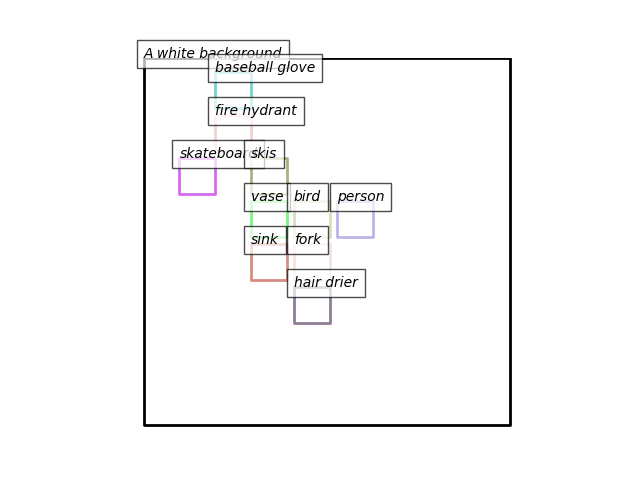 A white background
baseball glove
fire hydrant
skateboard
skis
vase
bird
person
sink
fork
hair drier